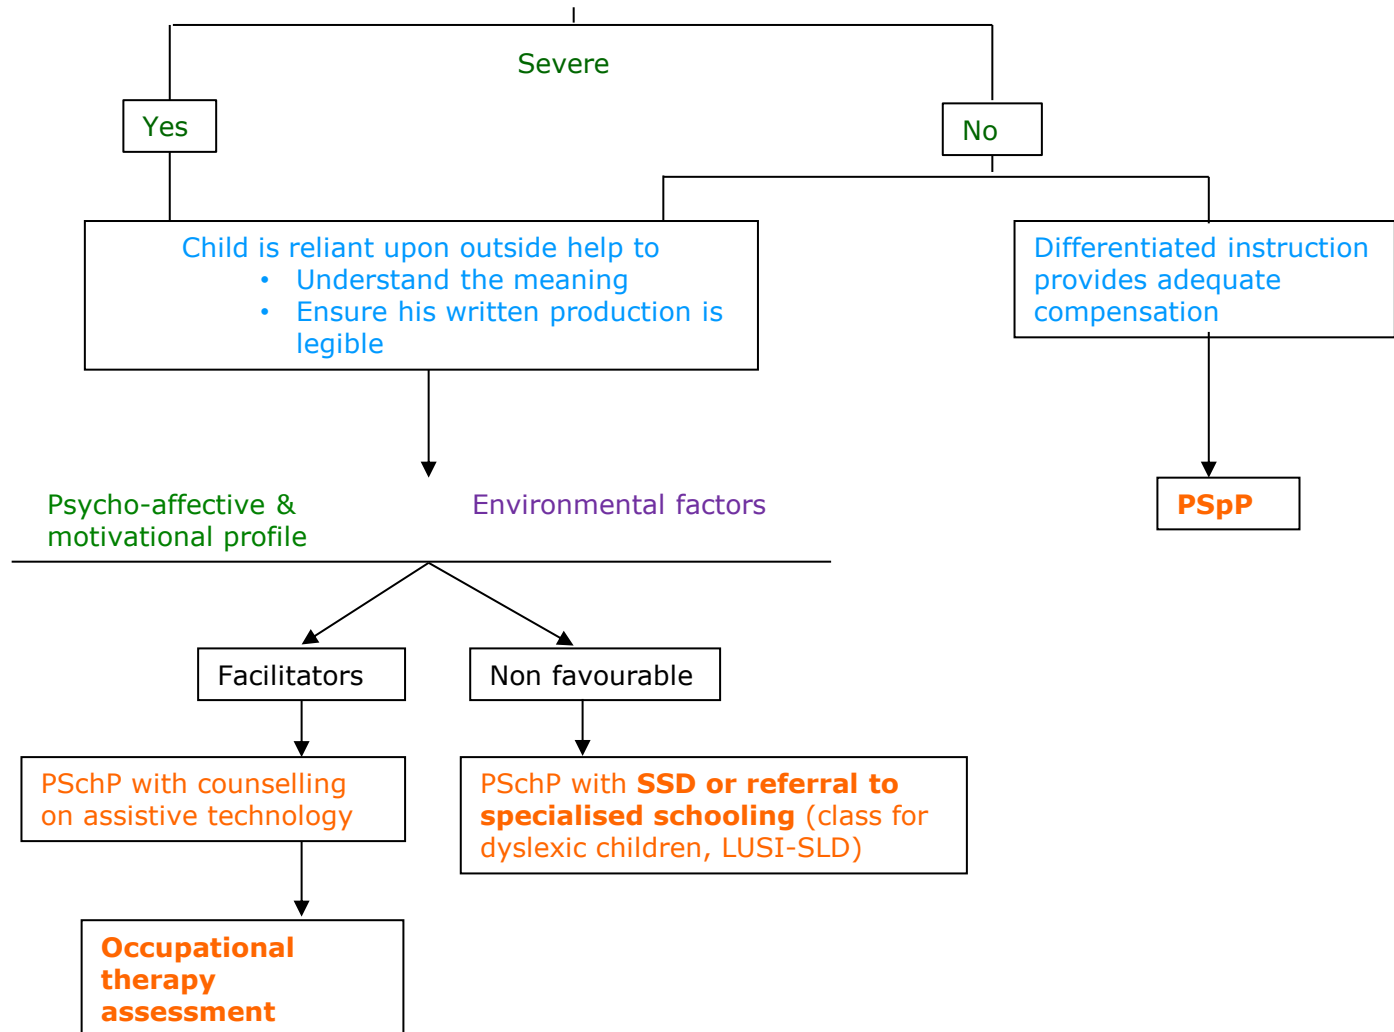 Severe
Yes
No
Child is reliant upon outside help to
• Understand the meaning
• Ensure his written production is
legible
Differentiated instruction
provides adequate
compensation
Psycho-affective &
motivational profile
Environmental factors
PSpP
Facilitators
Non favourable
PSchP with counselling
on assistive technology
PSchP with SSD or referral to
specialised schooling (class for
dyslexic children, LUSI-SLD)
Occupational
therapy
assessment